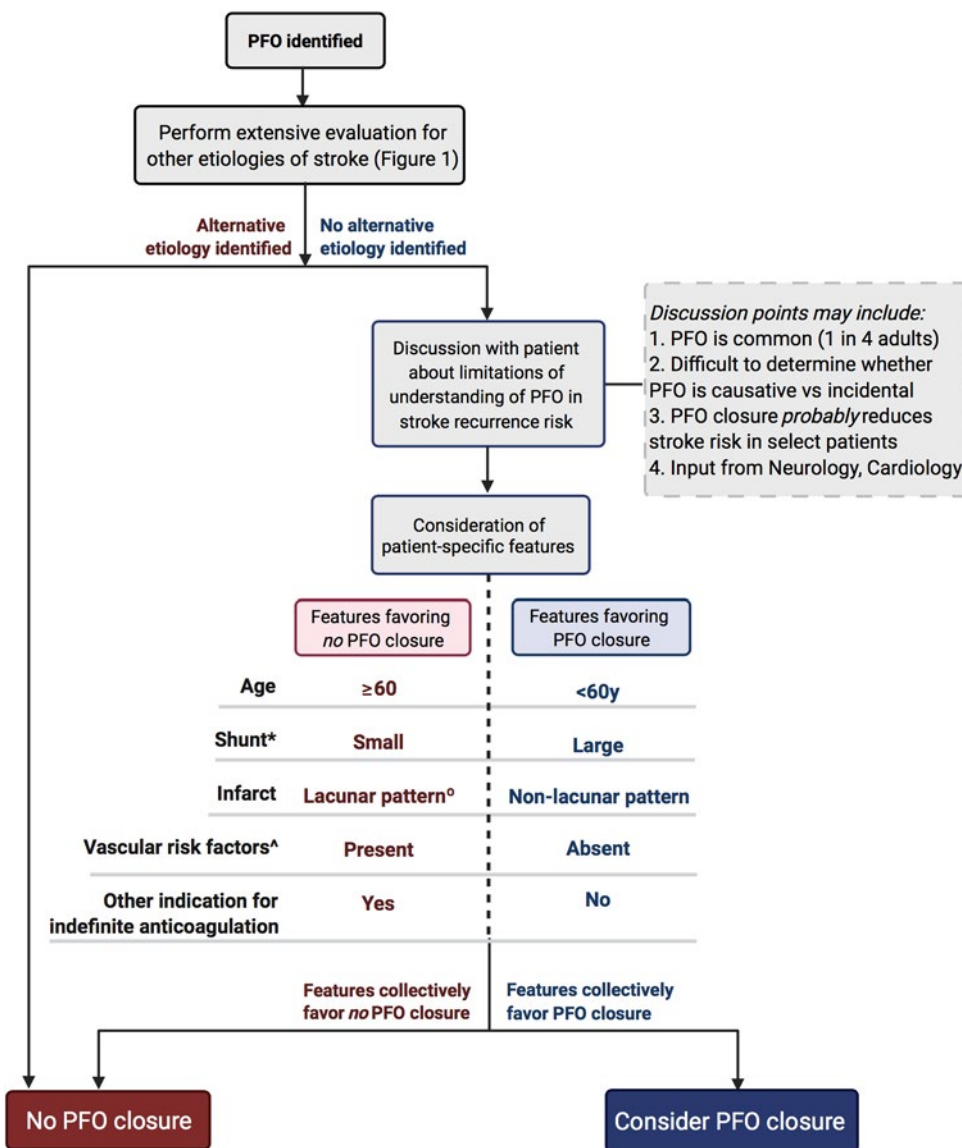 PFO identified
Perform extensive evaluation for
other etiologies of stroke (Figure 1)
Alternative
etiology identified
No alternative
etiology identified
Discussion with patient
about limitations of
understanding of PFO in
stroke recurrence risk
Discussion points may include:
1. PFO is common (1 in 4 adults)
2. Difficult to determine whether
PFO is causative vs incidental
3. PFO closure probably reduces
stroke risk in select patients
4. Input from Neurology, Cardiology
Consideration of
patient-specific features
Features favoring
no PFO closure
Features favoring
PFO closure
Age
≥60
<60y
Shunt*
Small
Large
Infarct
Lacunar patternº
Non-lacunar pattern
Vascular risk factors^
Present
Absent
Other indication for
indefinite anticoagulation
Yes
No
Features collectively
favor no PFO closure
Features collectively
favor PFO closure
No PFO closure
Consider PFO closure